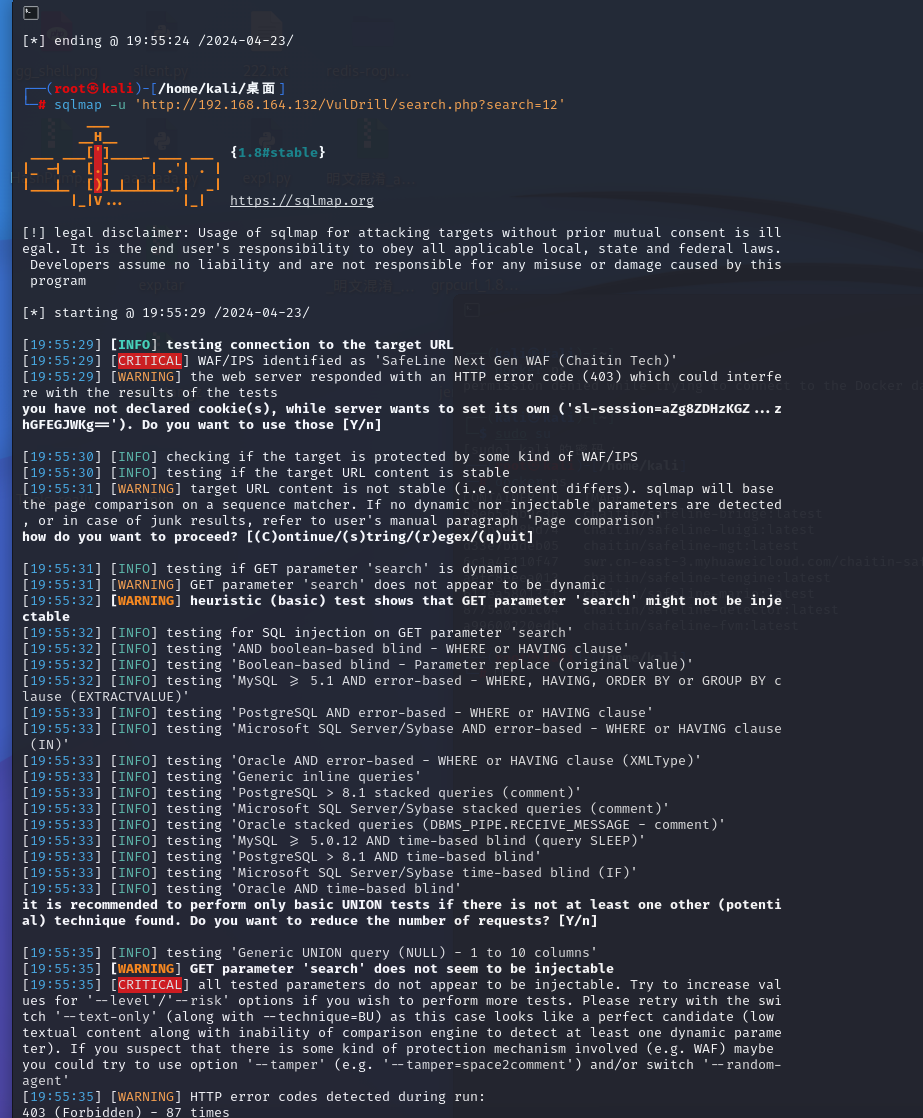 [*] ending @ 19:55:24 /2024-04-23/
┌──(root㉿kali)-[/home/kali/桌面]
└─# sqlmap -u 'http://192.168.164.132/VulDrill/search.php?search=12'
{1.8#stable}
https://sqlmap.org
[!] legal disclaimer: Usage of sqlmap for attacking targets without prior mutual consent is ill
egal. It is the end user's responsibility to obey all applicable local, state and federal laws.
Developers assume no liability and are not responsible for any misuse or damage caused by this
program
[*] starting @ 19:55:29 /2024-04-23/
[19:55:29] [INFO] testing connection to the target URL
[19:55:29] [CRITICAL] WAF/IPS identified as 'SafeLine Next Gen WAF (Chaitin Tech)'
[19:55:29] [WARNING] the web server responded with an HTTP error code (403) which could interfe
re with the results of the tests
you have not declared cookie(s), while server wants to set its own ('sl-session=aZg8ZDHzKGZ...z
hGFEGJWKg=='). Do you want to use those [Y/n]
[19:55:30] [INFO] checking if the target is protected by some kind of WAF/IPS
[19:55:30] [INFO] testing if the target URL content is stable
[19:55:31] [WARNING] target URL content is not stable (i.e. content differs). sqlmap will base
the page comparison on a sequence matcher. If no dynamic nor injectable parameters are detected
, or in case of junk results, refer to user's manual paragraph 'Page comparison'
how do you want to proceed? [(C)ontinue/(s)tring/(r)egex/(q)uit]
[19:55:31] [INFO] testing if GET parameter 'search' is dynamic
[19:55:31] [WARNING] GET parameter 'search' does not appear to be dynamic
[19:55:32] [WARNING] heuristic (basic) test shows that GET parameter 'search' might not be inje
ctable
[19:55:32] [INFO] testing for SQL injection on GET parameter 'search'
[19:55:32] [INFO] testing 'AND boolean-based blind - WHERE or HAVING clause'
[19:55:32] [INFO] testing 'Boolean-based blind - Parameter replace (original value)'
[19:55:32] [INFO] testing 'MySQL >= 5.1 AND error-based - WHERE, HAVING, ORDER BY or GROUP BY c
lause (EXTRACTVALUE)'
[19:55:33] [INFO] testing 'PostgreSQL AND error-based - WHERE or HAVING clause'
[19:55:33] [INFO] testing 'Microsoft SQL Server/Sybase AND error-based - WHERE or HAVING clause
(IN)'
[19:55:33] [INFO] testing 'Oracle AND error-based - WHERE or HAVING clause (XMLType)'
[19:55:33] [INFO] testing 'Generic inline queries'
[19:55:33] [INFO] testing 'PostgreSQL > 8.1 stacked queries (comment)'
[19:55:33] [INFO] testing 'Microsoft SQL Server/Sybase stacked queries (comment)'
[19:55:33] [INFO] testing 'Oracle stacked queries (DBMS_PIPE.RECEIVE_MESSAGE - comment)'
[19:55:33] [INFO] testing 'MySQL >= 5.0.12 AND time-based blind (query SLEEP)'
[19:55:33] [INFO] testing 'PostgreSQL > 8.1 AND time-based blind'
[19:55:33] [INFO] testing 'Microsoft SQL Server/Sybase time-based blind (IF)'
[19:55:33] [INFO] testing 'Oracle AND time-based blind'
it is recommended to perform only basic UNION tests if there is not at least one other (potenti
al) technique found. Do you want to reduce the number of requests? [Y/n]
[19:55:35] [INFO] testing 'Generic UNION query (NULL) - 1 to 10 columns'
[19:55:35] [WARNING] GET parameter 'search' does not seem to be injectable
[19:55:35] [CRITICAL] all tested parameters do not appear to be injectable. Try to increase val
ues for '--level'/'--risk' options if you wish to perform more tests. Please retry with the swi
tch '--text-only' (along with --technique=BU) as this case looks like a perfect candidate (low
textual content along with inability of comparison engine to detect at least one dynamic parame
ter). If you suspect that there is some kind of protection mechanism involved (e.g. WAF) maybe
you could try to use option '--tamper' (e.g. '--tamper=space2comment') and/or switch '--random-
agent'
[19:55:35] [WARNING] HTTP error codes detected during run:
403 (Forbidden) - 87 times